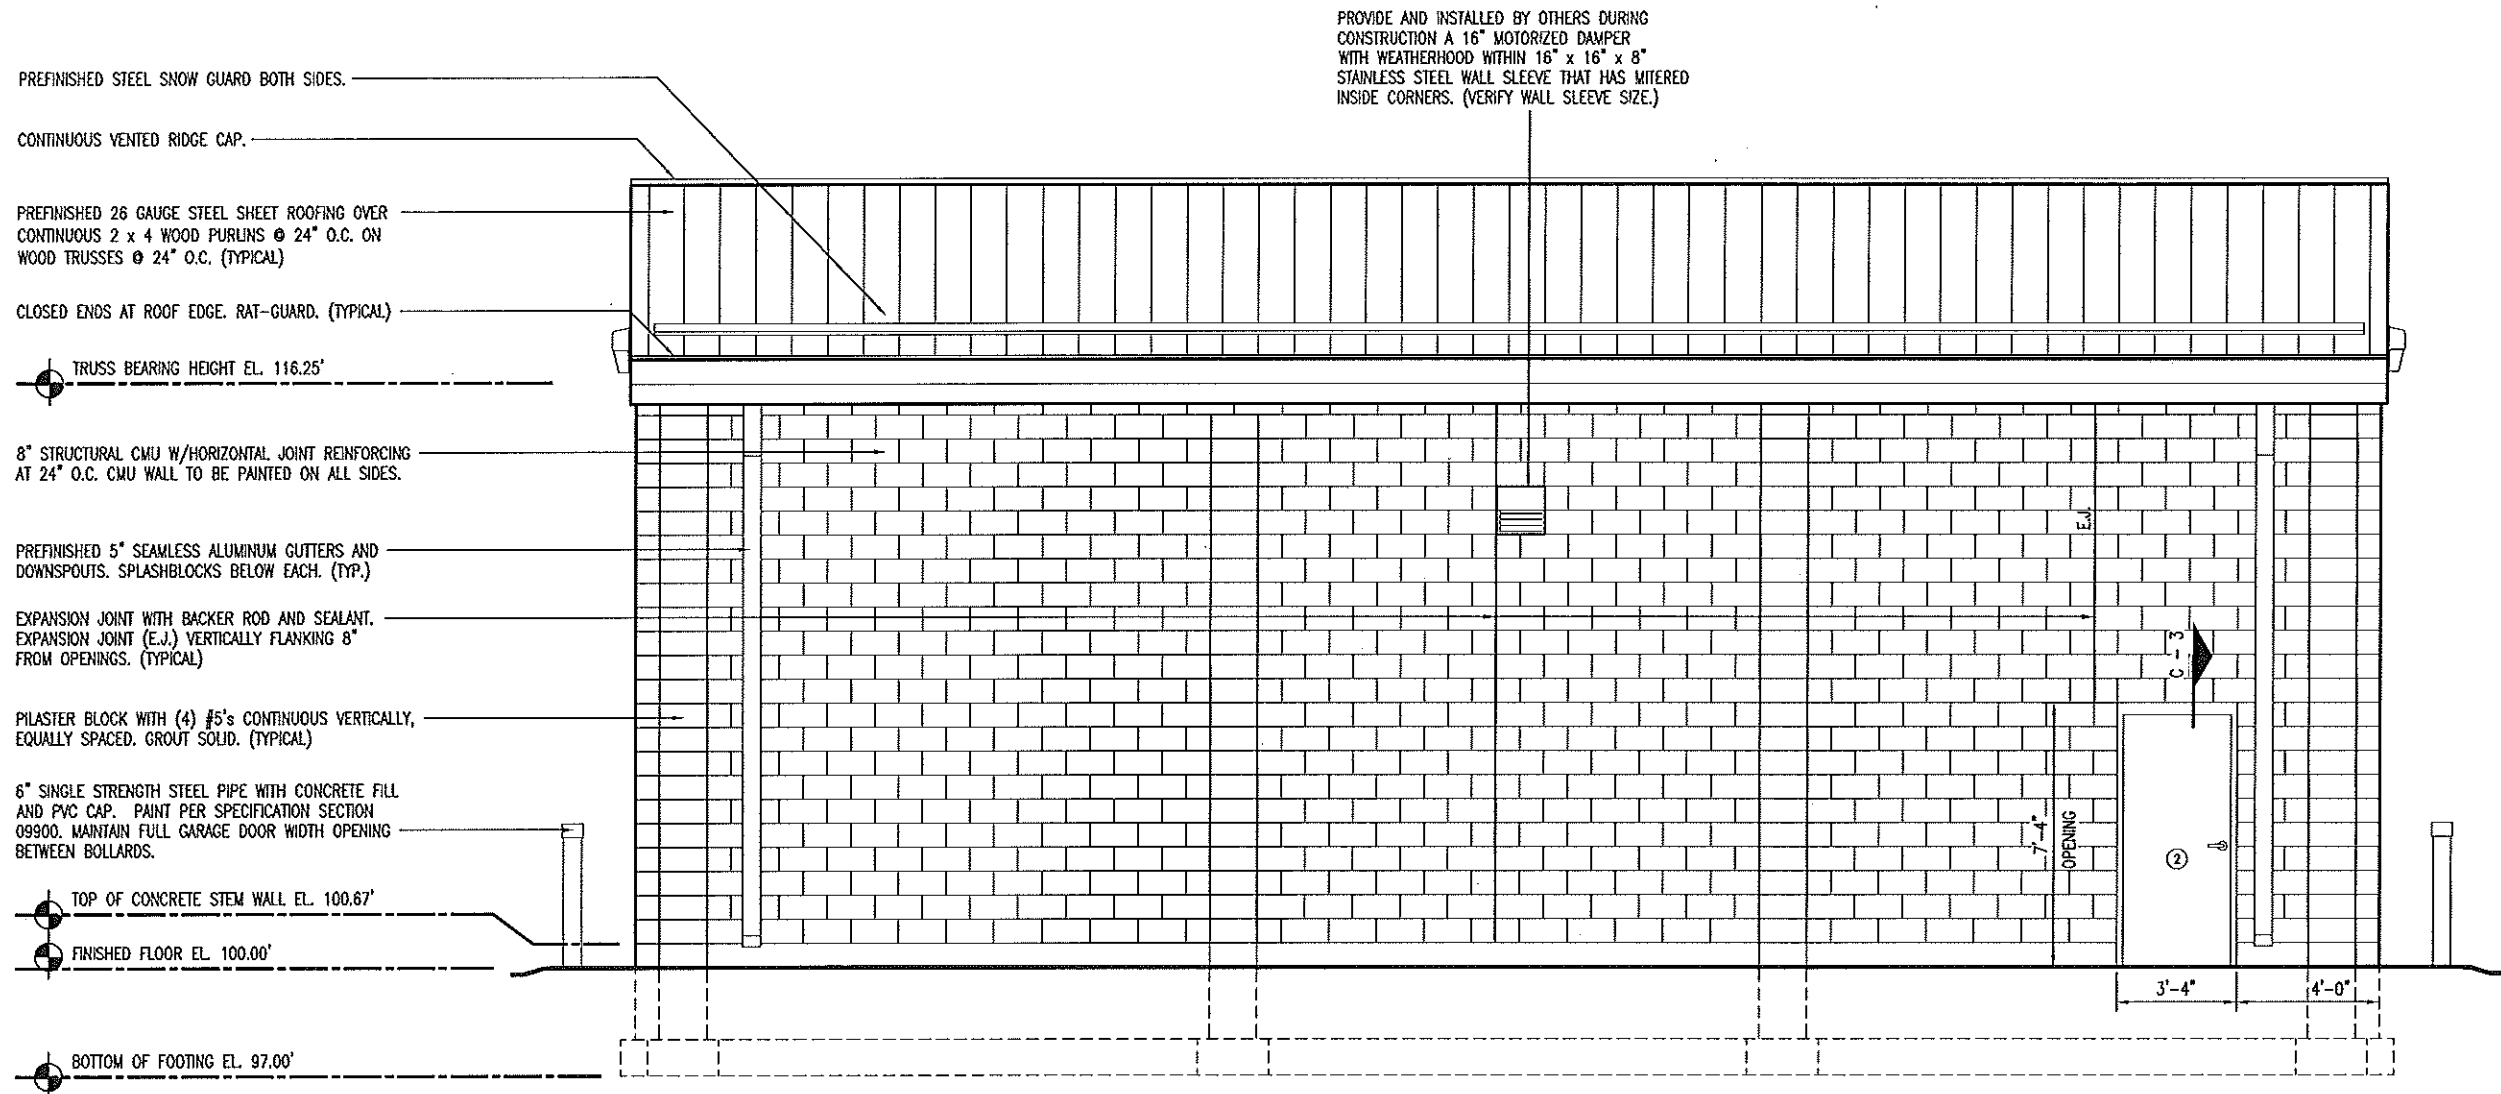 PROVIDE AND INSTALLED BY OTHERS DURING
CONSTRUCTION A 16" MOTORIZED DAMPER
WITH WEATHERHOOD WITHIN 16" x 16" x 8"
STAINLESS STEEL WALL SLEEVE THAT HAS MITERED
INSIDE CORNERS. (VERIFY WALL SLEEVE SIZE.)
PREFINISHED STEEL SNOW GUARD BOTH SIDES.
CONTINUOUS VENTED RIDGE CAP.
PREFINISHED 26 GAUGE STEEL SHEET ROOFING OVER
CONTINUOUS 2 x 4 WOOD PURLINS @ 24" O.C. ON
WOOD TRUSSES @ 24" O.C. (TYPICAL)
CLOSED ENDS AT ROOF EDGE. RAT-GUARD. (TYPICAL)
TRUSS BEARING HEIGHT EL. 116.25'
8" STRUCTURAL CMU W/HORIZONTAL JOINT REINFORCING
AT 24" O.C. CMU WALL TO BE PAINTED ON ALL SIDES.
PREFINISHED 5" SEAMLESS ALUMINUM GUTTERS AND
DOWNSPOUTS. SPLASHBLOCKS BELOW EACH. (TYP.)
EXPANSION JOINT WITH BACKER ROD AND SEALANT.
EXPANSION JOINT (E.J.) VERTICALLY FLANKING 8"
FROM OPENINGS. (TYPICAL)
PILASTER BLOCK WITH (4) #5's CONTINUOUS VERTICALLY,
EQUALLY SPACED. GROUT SOLID. (TYPICAL)
6" SINGLE STRENGTH STEEL PIPE WITH CONCRETE FILL
AND PVC CAP. PAINT PER SPECIFICATION SECTION
09900. MAINTAIN FULL GARAGE DOOR WIDTH OPENING
BETWEEN BOLLARDS.
TOP OF CONCRETE STEM WALL EL. 100.67'
FINISHED FLOOR EL. 100.00'
BOTTOM OF FOOTING EL. 97.00'
E.J.
C - 3
7'-4"
OPENING
2
3'-4"
4'-0"